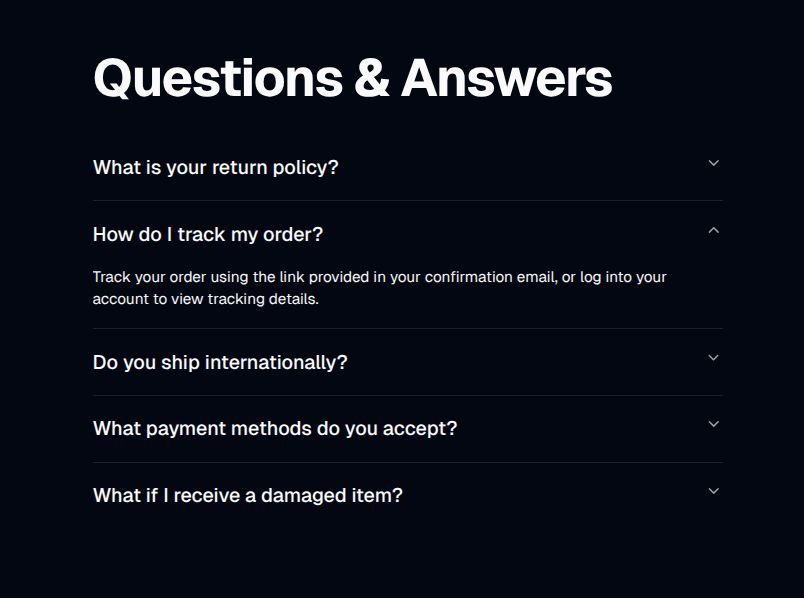 Questions & Answers
What is your return policy?
How do I track my order?
Track your order using the link provided in your confirmation email, or log into your
account to view tracking details.
Do you ship internationally?
What payment methods do you accept?
What if I receive a damaged item?